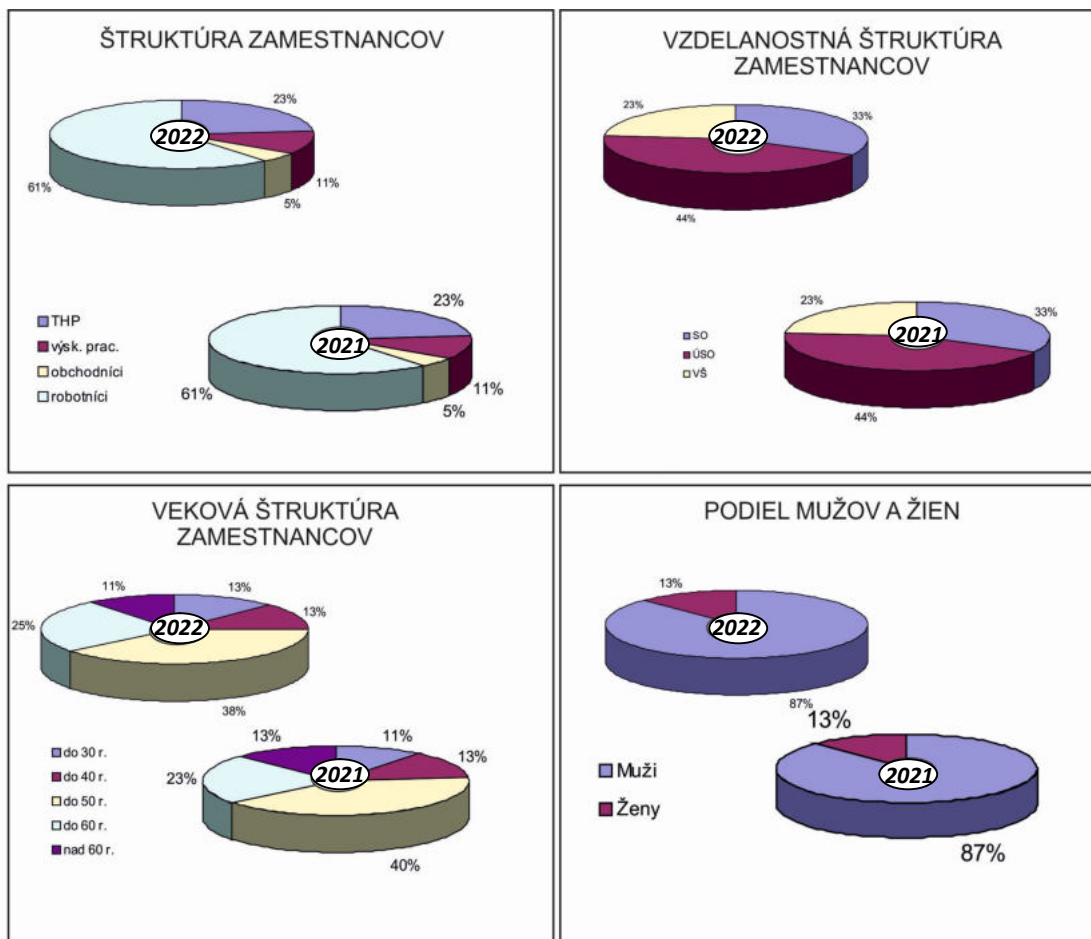 ŠTRUKTÚRA ZAMESTNANCOV
23%
2022
61%
11%
5%
THP
výsk. prac.
obchodníci
robotníci
23%
2021
61%
11%
5%
VZDELANOSTNÁ ŠTRUKTÚRA
ZAMESTNANCOV
23%
33%
2022
44%
SO
ÚSO
VŠ
23%
33%
2021
44%
VEKOVÁ ŠTRUKTÚRA
ZAMESTNANCOV
11%
13%
13%
2022
25%
38%
do 30 r.
do 40 r.
do 50 r.
do 60 r.
nad 60 r.
13%
11%
13%
2021
23%
40%
PODIEL MUŽOV A ŽIEN
13%
2022
87%
Muži
Ženy
13%
2021
87%